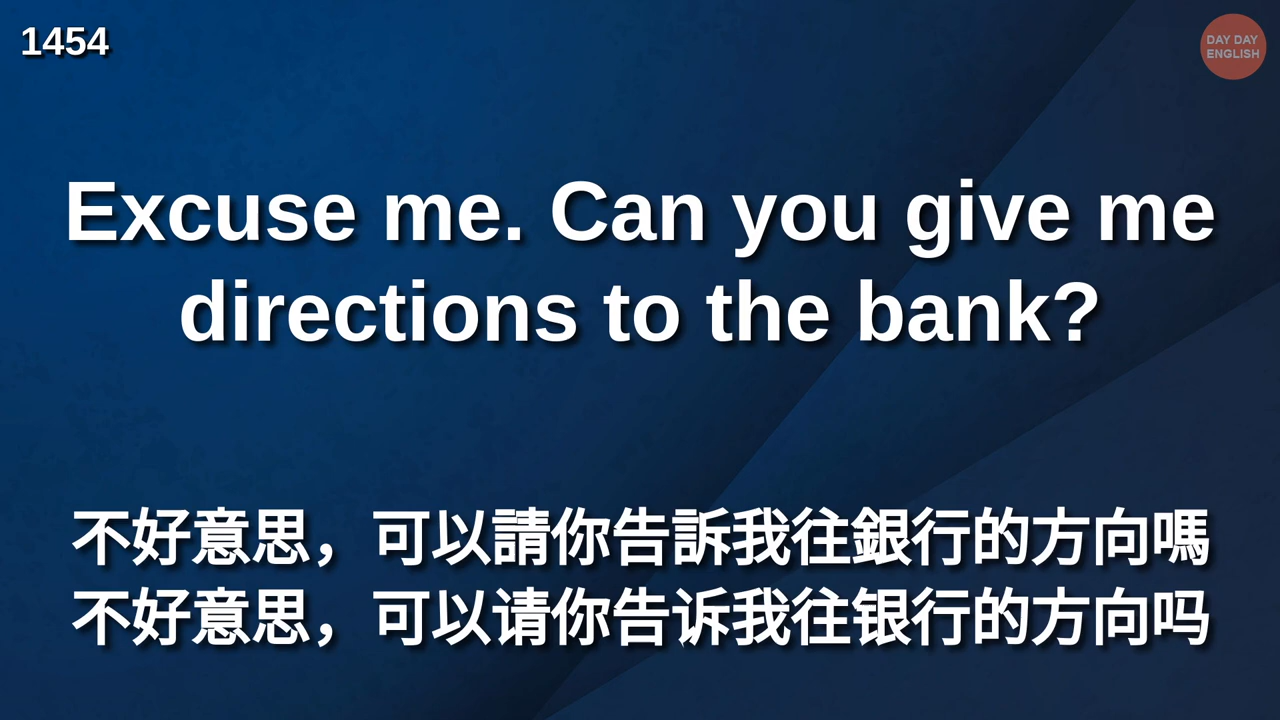 1454
DAY DAY
ENGLISH
Excuse me. Can you give me
directions to the bank?
不好意思，可以請你告訴我往銀行的方向嗎
不好意思，可以请你告诉我往银行的方向吗